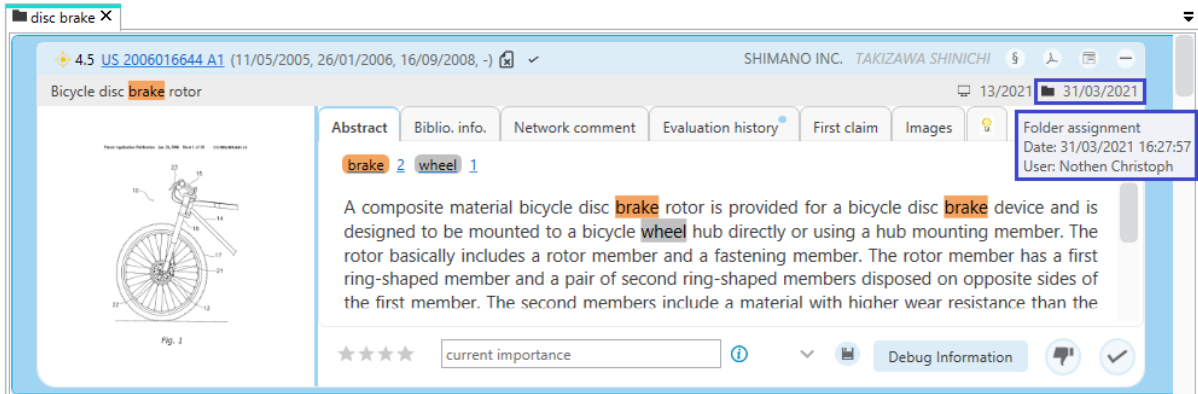 disc brake
4.5 US 2006016644 A1 (11/05/2005, 26/01/2006, 16/09/2008, -)
SHIMANO INC. TAKIZAWA SHINICHI §
Bicycle disc brake rotor
13/2021 31/03/2021
Abstract Biblio. info. Network comment Evaluation history First claim Images
Folder assignment
Date: 31/03/2021 16:27:57
User: Nothen Christoph
brake 2 wheel 1
A composite material bicycle disc brake rotor is provided for a bicycle disc brake device and is
designed to be mounted to a bicycle wheel hub directly or using a hub mounting member. The
rotor basically includes a rotor member and a fastening member. The rotor member has a first
ring-shaped member and a pair of second ring-shaped members disposed on opposite sides of
the first member. The second members include a material with higher wear resistance than the
Fig. 1
current importance
Debug Information